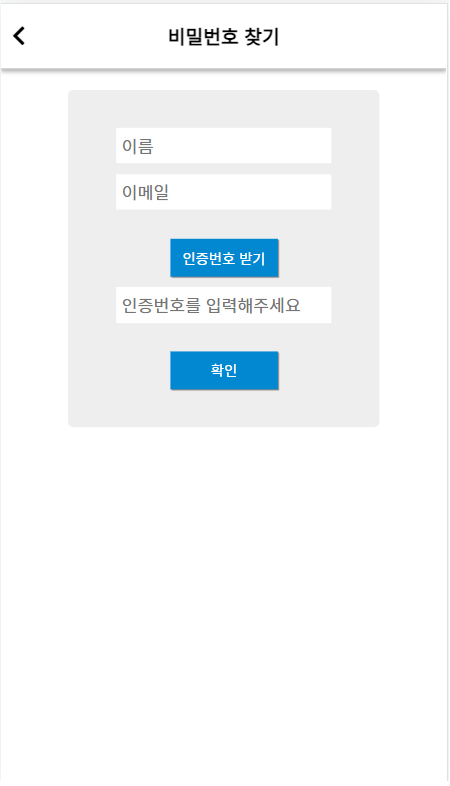 비밀번호 찾기
이름
이메일
인증번호 받기
인증번호를 입력해주세요
확인